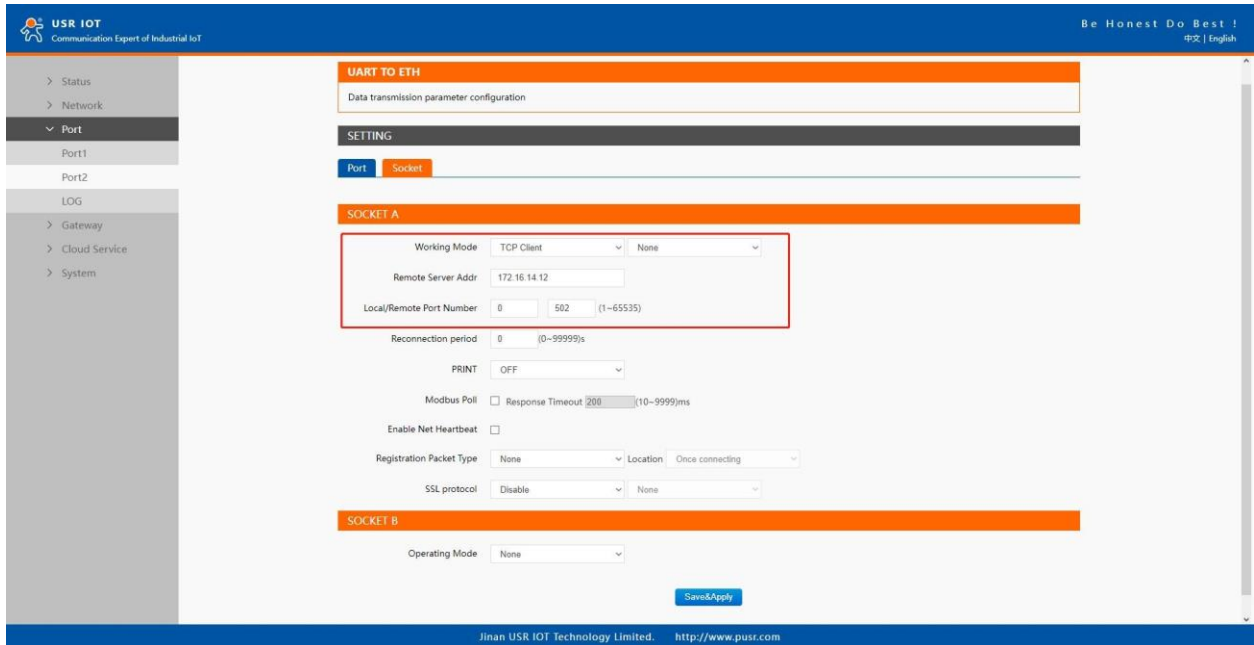 USR IOT
Communication Expert of Industrial IoT
Be Honest Do Best !
中文 | English
Status
Network
Port
Port1
Port2
LOG
Gateway
Cloud Service
System
UART TO ETH
Data transmission parameter configuration
SETTING
Port Socket
SOCKET A
Working Mode TCP Client None
Remote Server Addr 172.16.14.12
Local/Remote Port Number 0 502 (1~65535)
Reconnection period 0 (0~99999)s
PRINT OFF
Modbus Poll Response Timeout 200 (10~9999)ms
Enable Net Heartbeat
Registration Packet Type None Location Once connecting
SSL protocol Disable None
SOCKET B
Operating Mode None
Save&Apply
Jinan USR IOT Technology Limited. http://www.pusr.com